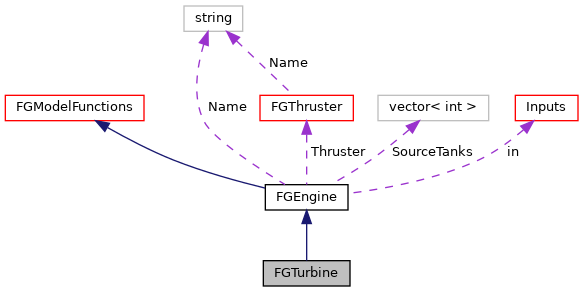 string
Name
FGModelFunctions
Name
FGThruster
vector< int >
Inputs
Thruster
SourceTanks
in
FGEngine
FGTurbine